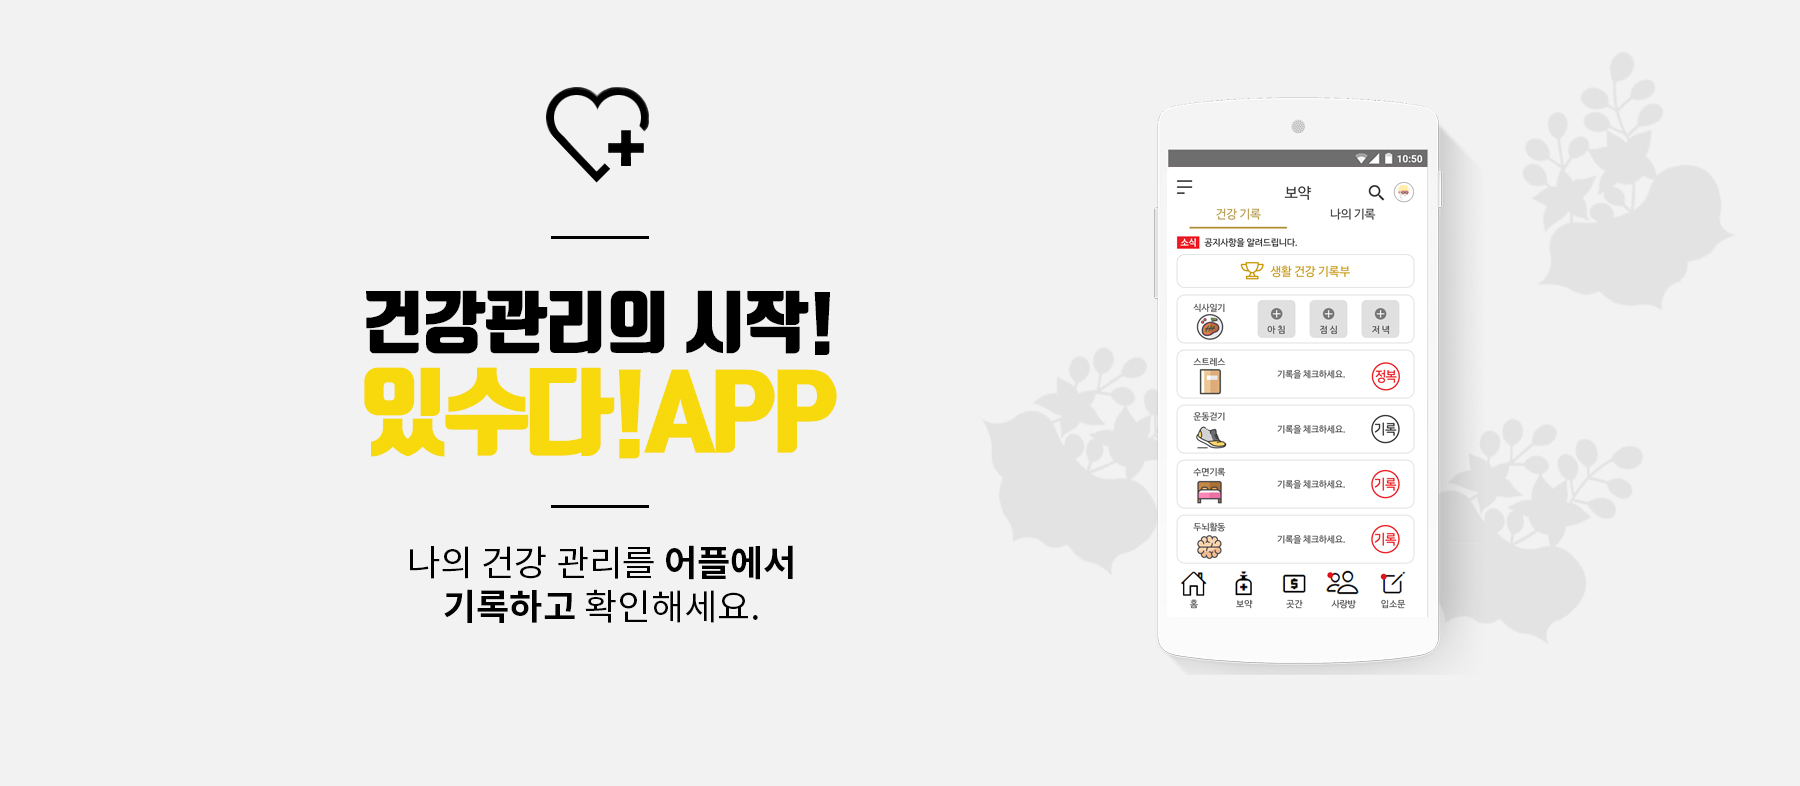 건강관리의 시작!
있수다!APP
나의 건강 관리를 어플에서
기록하고 확인해세요.
10:50
보약
건강 기록 나의 기록
소식 공지사항을 알려드립니다.
생활 건강 기록부
식사일기
아침 점심 저녁
스트레스
기록을 체크하세요. 정복
운동걷기
기록을 체크하세요. 기록
수면기록
기록을 체크하세요. 기록
두뇌활동
기록을 체크하세요. 기록
홈 보약 곳간 사랑방 입소문